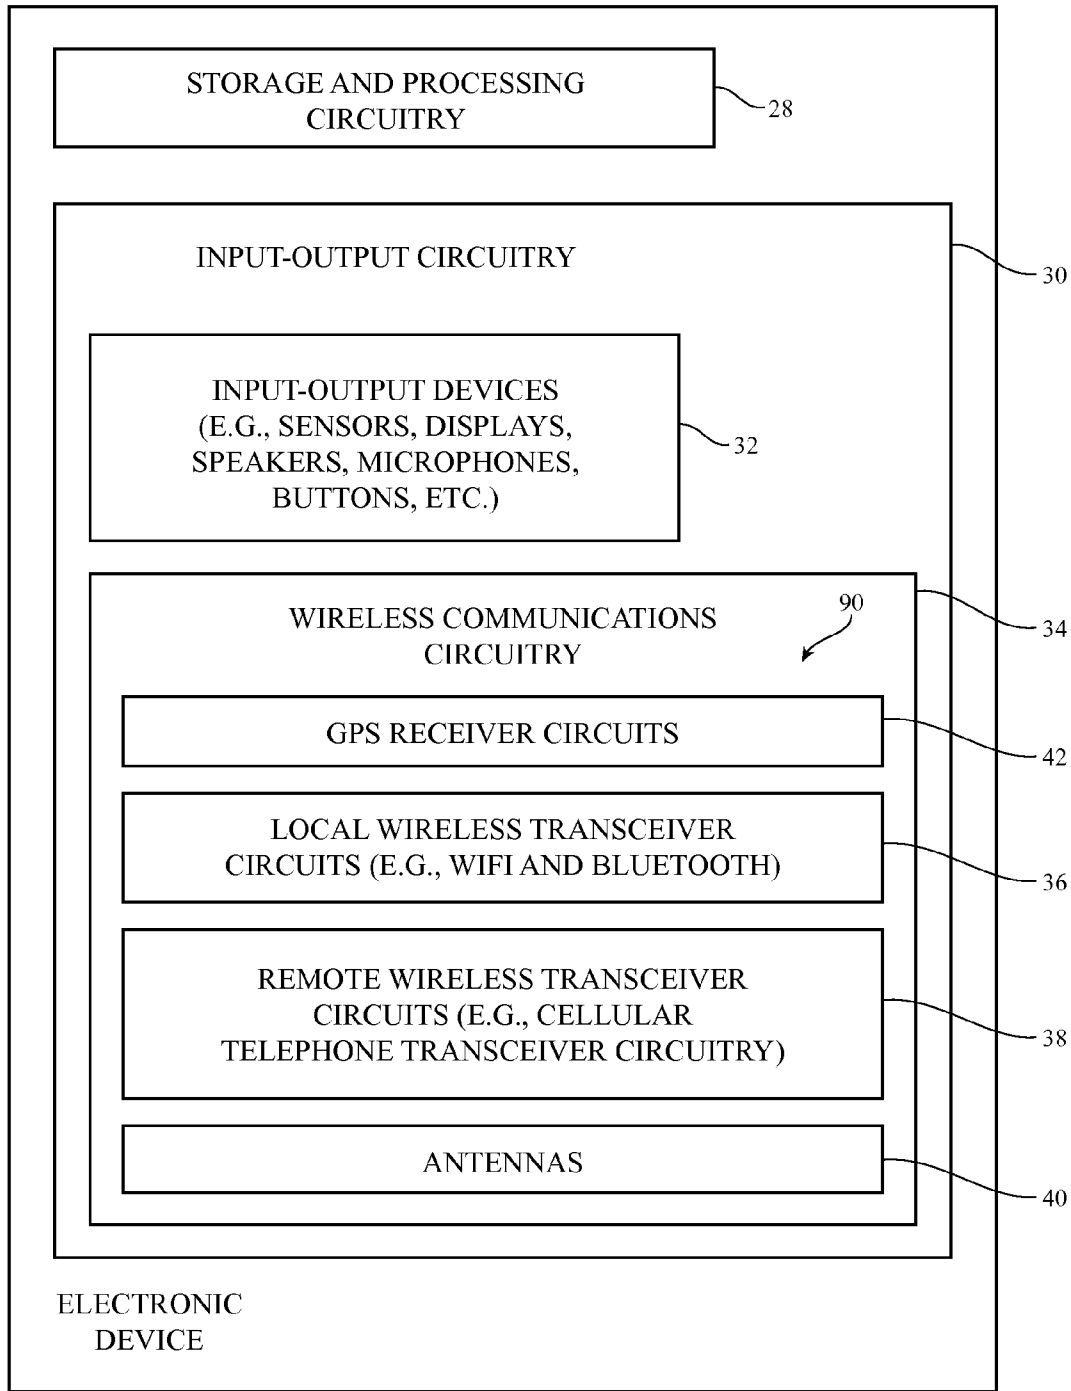 STORAGE AND PROCESSING
CIRCUITRY
28
INPUT-OUTPUT CIRCUITRY
30
INPUT-OUTPUT DEVICES
(E.G., SENSORS, DISPLAYS,
SPEAKERS, MICROPHONES,
BUTTONS, ETC.)
32
WIRELESS COMMUNICATIONS
CIRCUITRY
90
34
GPS RECEIVER CIRCUITS
42
LOCAL WIRELESS TRANSCEIVER
CIRCUITS (E.G., WIFI AND BLUETOOTH)
36
REMOTE WIRELESS TRANSCEIVER
CIRCUITS (E.G., CELLULAR
TELEPHONE TRANSCEIVER CIRCUITRY)
38
ANTENNAS
40
ELECTRONIC
DEVICE